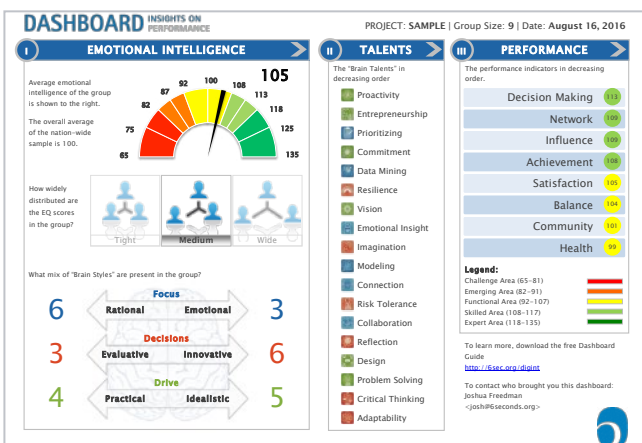 DASHBOARD INSIGHTS ON PERFORMANCE
PROJECT: SAMPLE | Group Size: 9 | Date: August 16, 2016
I
EMOTIONAL INTELLIGENCE
Average emotional
intelligence of the group
is shown to the right.
The overall average
of the nation-wide
sample is 100.
105
65
75
82
87
92
100
108
113
118
125
135
How widely
distributed are
the EQ scores
in the group?
Tight
Medium
Wide
What mix of "Brain Styles" are present in the group?
Focus
6 Rational Emotional 3
Decisions
3 Evaluative Innovative 6
Drive
4 Practical Idealistic 5
II
TALENTS
The "Brain Talents" in
decreasing order
Proactivity
Entrepreneurship
Prioritizing
Commitment
Data Mining
Resilience
Vision
Emotional Insight
Imagination
Modeling
Connection
Risk Tolerance
Collaboration
Reflection
Design
Problem Solving
Critical Thinking
Adaptability
III
PERFORMANCE
The performance indicators in decreasing
order.
Decision Making 113
Network 109
Influence 109
Achievement 108
Satisfaction 105
Balance 104
Community 101
Health 99
Legend:
Challenge Area (65-81)
Emerging Area (82-91)
Functional Area (92-107)
Skilled Area (108-117)
Expert Area (118-135)
To learn more, download the free Dashboard
Guide
http://6sec.org/digint
To contact who brought you this dashboard:
Joshua Freedman
<josh@6seconds.org>